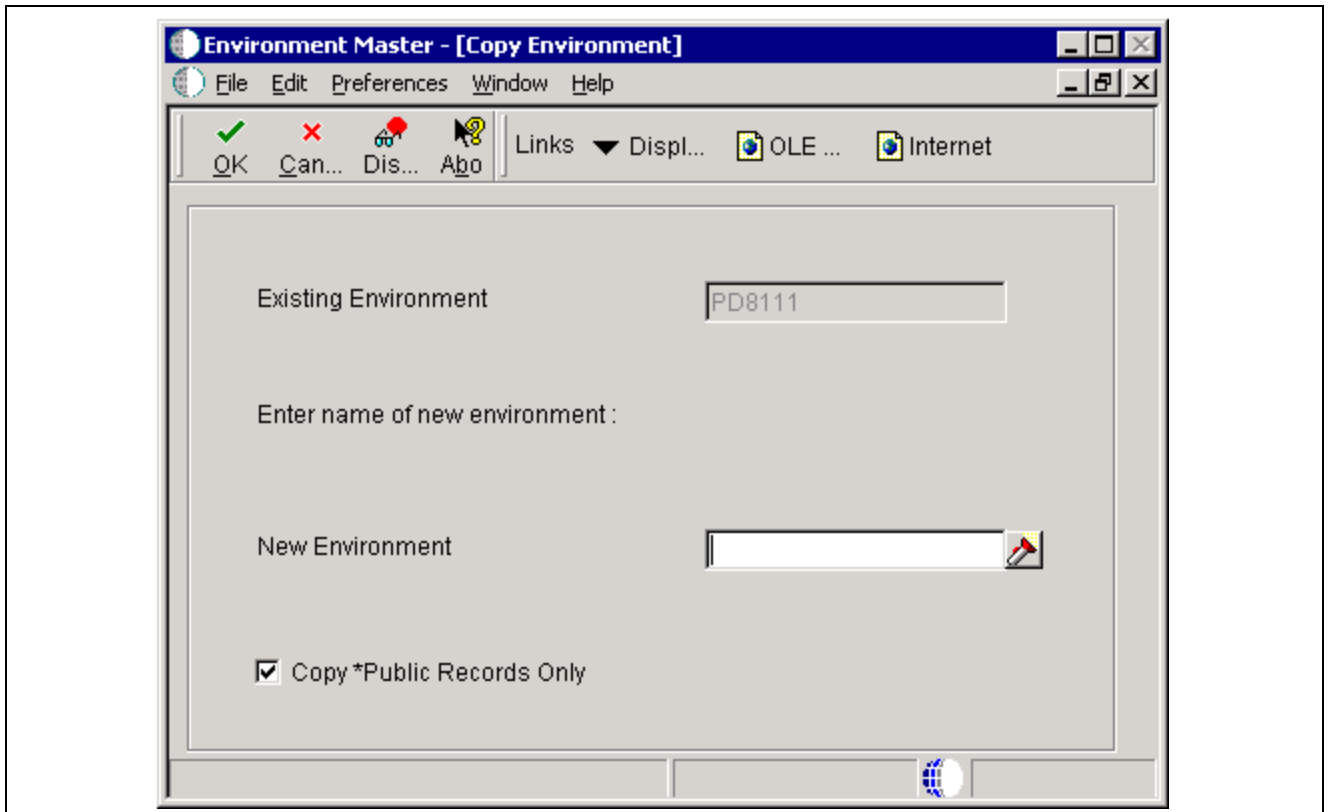 Environment Master - [Copy Environment]
File Edit Preferences Window Help
OK Can... Dis... Abo Links Displ... OLE ... Internet
Existing Environment PD8111
Enter name of new environment :
New Environment
Copy *Public Records Only